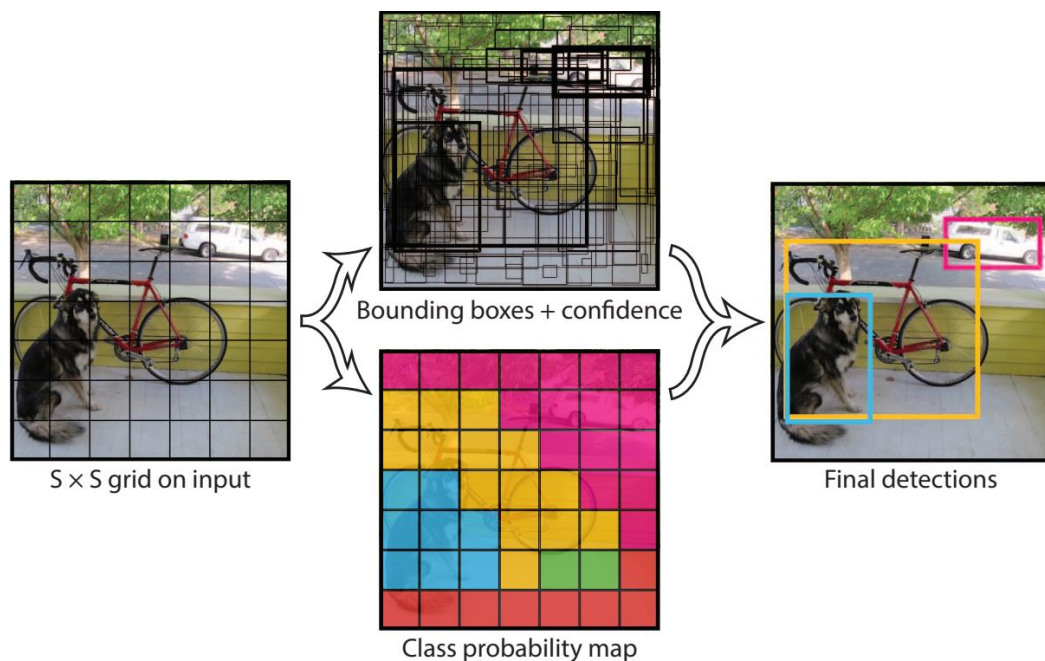 Bounding boxes + confidence
S × S grid on input
Final detections
Class probability map